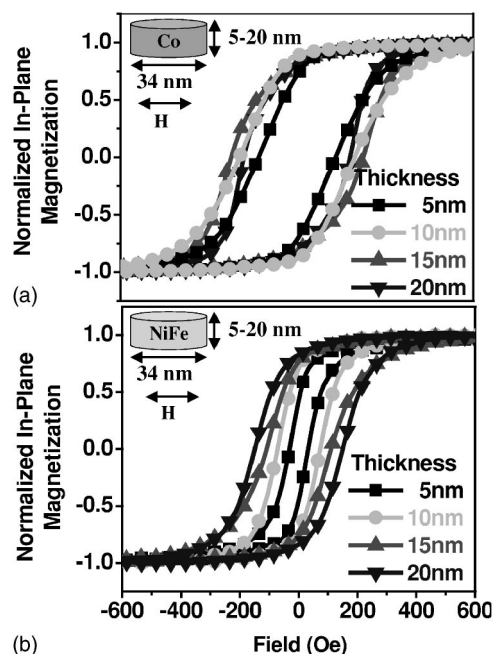 (a)
Normalized In-Plane
Magnetization
1.0
0.5
0.0
-0.5
-1.0
Co
5-20 nm
34 nm
H
Thickness
5nm
10nm
15nm
20nm
(b)
Normalized In-Plane
Magnetization
1.0
0.5
0.0
-0.5
-1.0
NiFe
5-20 nm
34 nm
H
Thickness
5nm
10nm
15nm
20nm
-600 -400 -200 0 200 400 600
Field (Oe)